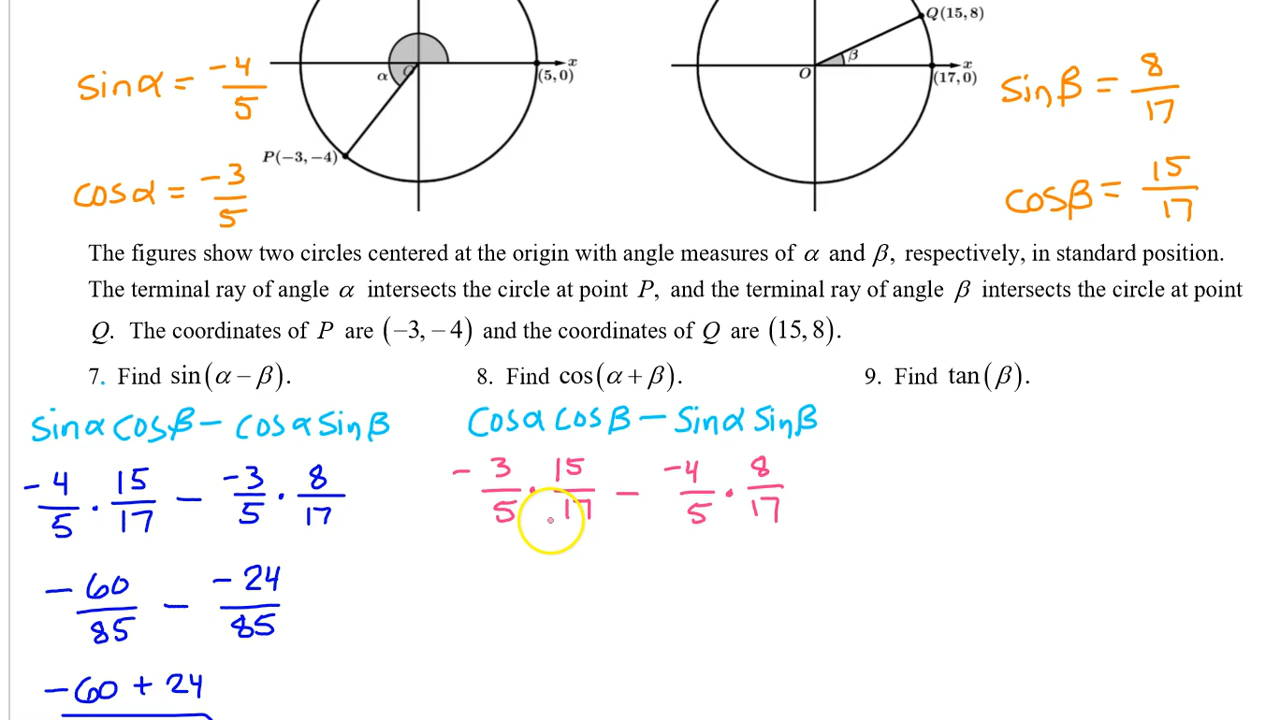 Q(15, 8)
sinα = -4/5
α
x
(5, 0)
O
β
x
(17, 0)
sinβ = 8/17
P(−3, −4)
cosα = -3/5
cosβ = 15/17
The figures show two circles centered at the origin with angle measures of α and β, respectively, in standard position.
The terminal ray of angle α intersects the circle at point P, and the terminal ray of angle β intersects the circle at point
Q. The coordinates of P are (−3, −4) and the coordinates of Q are (15, 8).
7. Find sin(α − β).
8. Find cos(α + β).
9. Find tan(β).
sinα cosβ − cosα sinβ
cosα cosβ − sinα sinβ
-4/5 · 15/17 − -3/5 · 8/17
-3/5 · 15/17 − -4/5 · 8/17
-60/85 − -24/85
-60 + 24